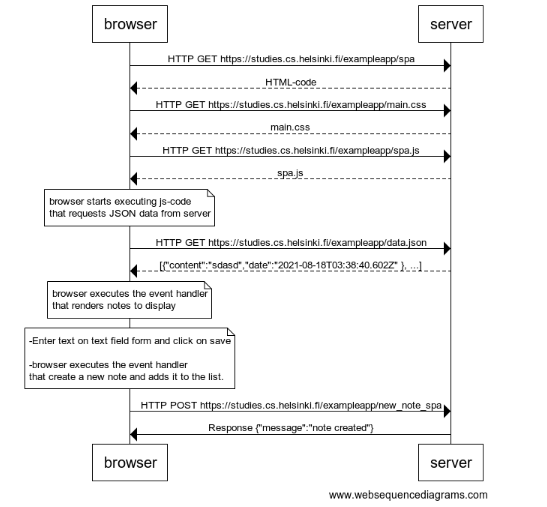 browser
server
HTTP GET https://studies.cs.helsinki.fi/exampleapp/spa
HTML-code
HTTP GET https://studies.cs.helsinki.fi/exampleapp/main.css
main.css
HTTP GET https://studies.cs.helsinki.fi/exampleapp/spa.js
spa.js
browser starts executing js-code
that requests JSON data from server
HTTP GET https://studies.cs.helsinki.fi/exampleapp/data.json
[{"content":"sdasd","date":"2021-08-18T03:38:40.602Z" }, ...]
browser executes the event handler
that renders notes to display
-Enter text on text field form and click on save
-browser executes the event handler
that create a new note and adds it to the list.
HTTP POST https://studies.cs.helsinki.fi/exampleapp/new_note_spa
Response {"message":"note created"}
browser
server
www.websequencediagrams.com